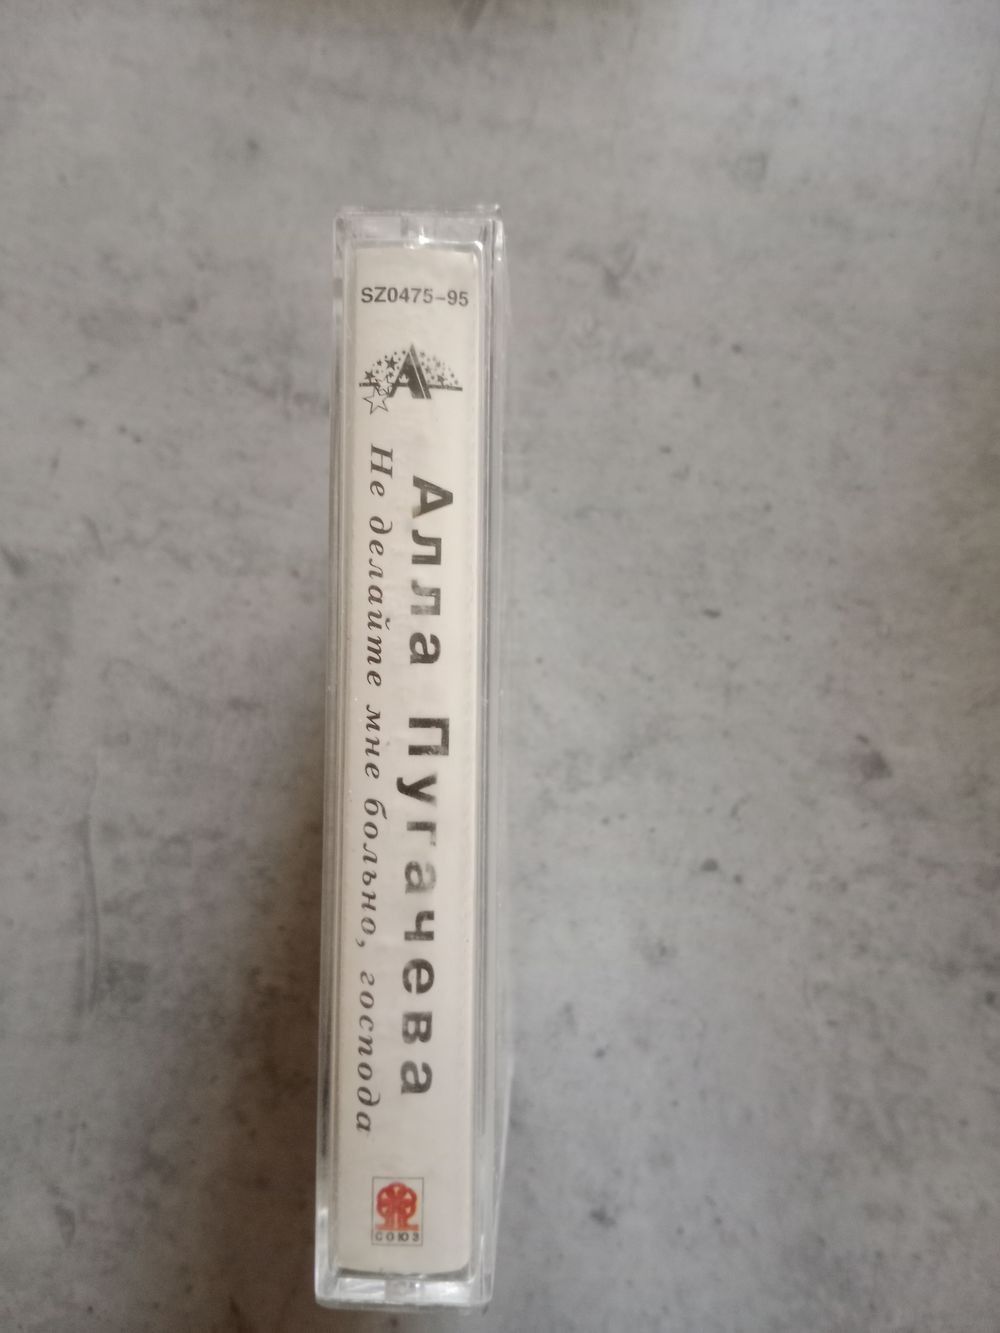 SZ0475-95
А
Алла Пугачева
Не делайте мне больно, господа
СОЮЗ